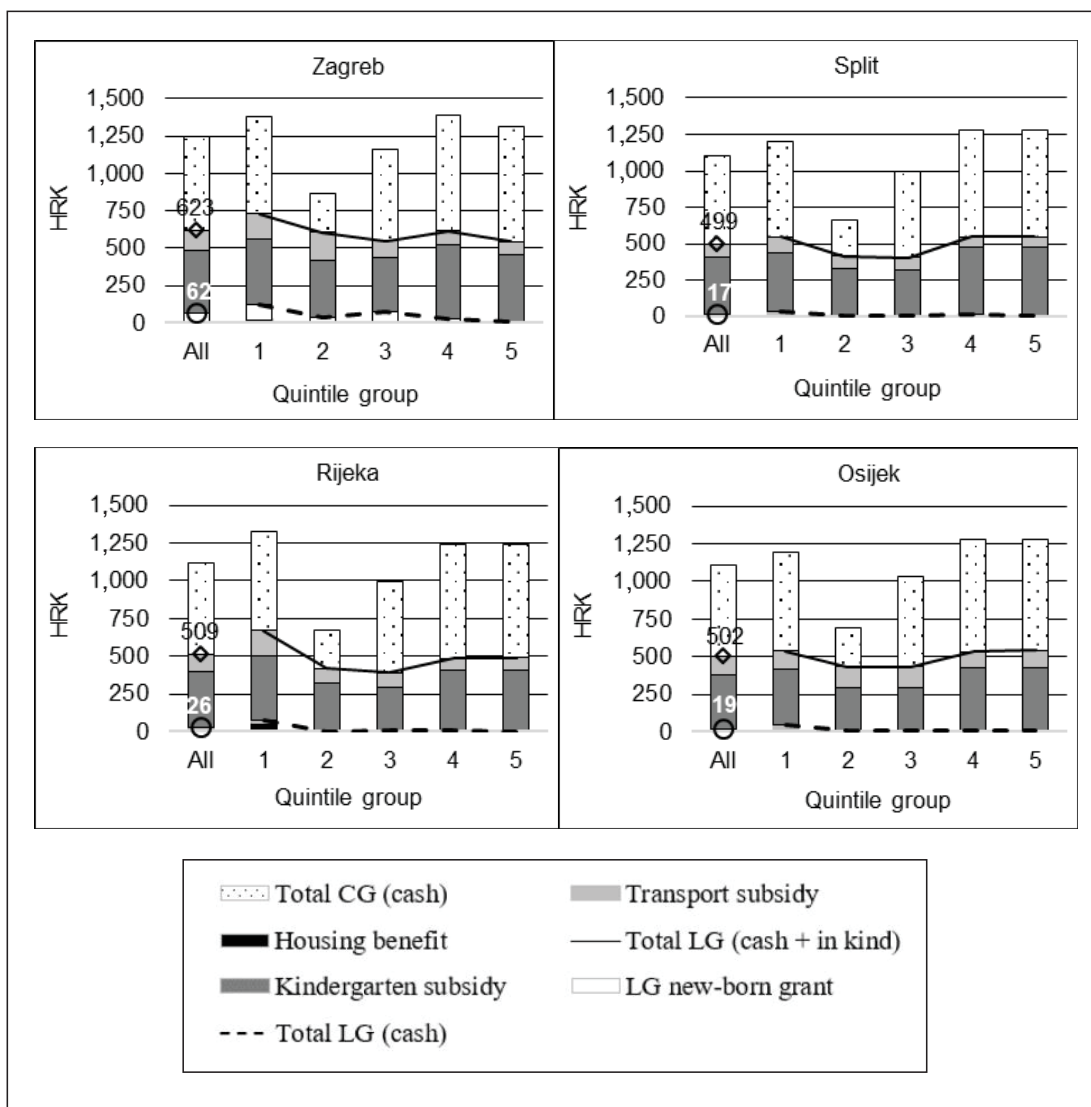 Zagreb
1,500
1,250
1,000
750
500
250
0
HRK
623
62
All 1 2 3 4 5
Quintile group
Split
1,500
1,250
1,000
750
500
250
0
HRK
499
17
All 1 2 3 4 5
Quintile group
Rijeka
1,500
1,250
1,000
750
500
250
0
HRK
509
26
All 1 2 3 4 5
Quintile group
Osijek
1,500
1,250
1,000
750
500
250
0
HRK
502
19
All 1 2 3 4 5
Quintile group
Total CG (cash) Transport subsidy
Housing benefit Total LG (cash + in kind)
Kindergarten subsidy LG new-born grant
Total LG (cash)